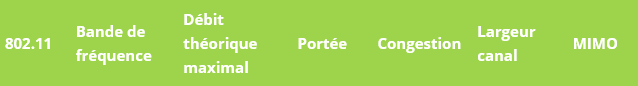 802.11
Bande de
fréquence
Débit
théorique
maximal
Portée
Congestion
Largeur
canal
MIMO